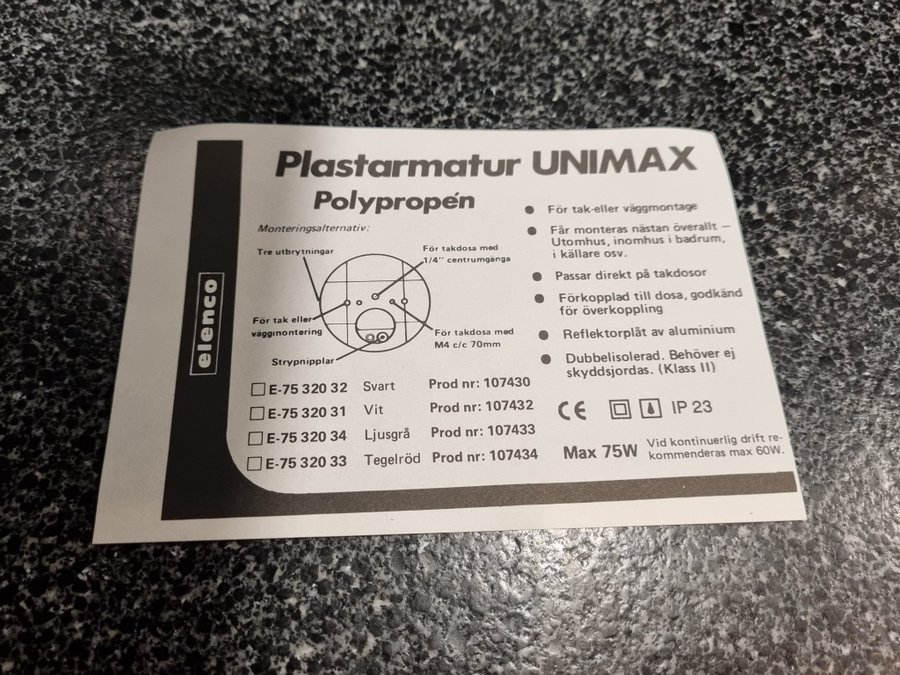 Plastarmatur UNIMAX
Polypropén
elenco
Monteringsalternativ:
Tre utbrytningar
För takdosa med
1/4" centrumgänga
För tak eller
väggmontering
För takdosa med
M4 c/c 70mm
Strypnipplar
För tak-eller väggmontage
Får monteras nästan överallt –
Utomhus, inomhus i badrum,
i källare osv.
Passar direkt på takdosor
Förkopplad till dosa, godkänd
för överkoppling
Reflektorplåt av aluminium
Dubbelisolerad. Behöver ej
skyddsjordas. (Klass II)
E-75 320 32 Svart Prod nr: 107430
E-75 320 31 Vit Prod nr: 107432
E-75 320 34 Ljusgrå Prod nr: 107433
E-75 320 33 Tegelröd Prod nr: 107434
CE IP 23
Max 75W
Vid kontinuerlig drift re-
kommenderas max 60W.